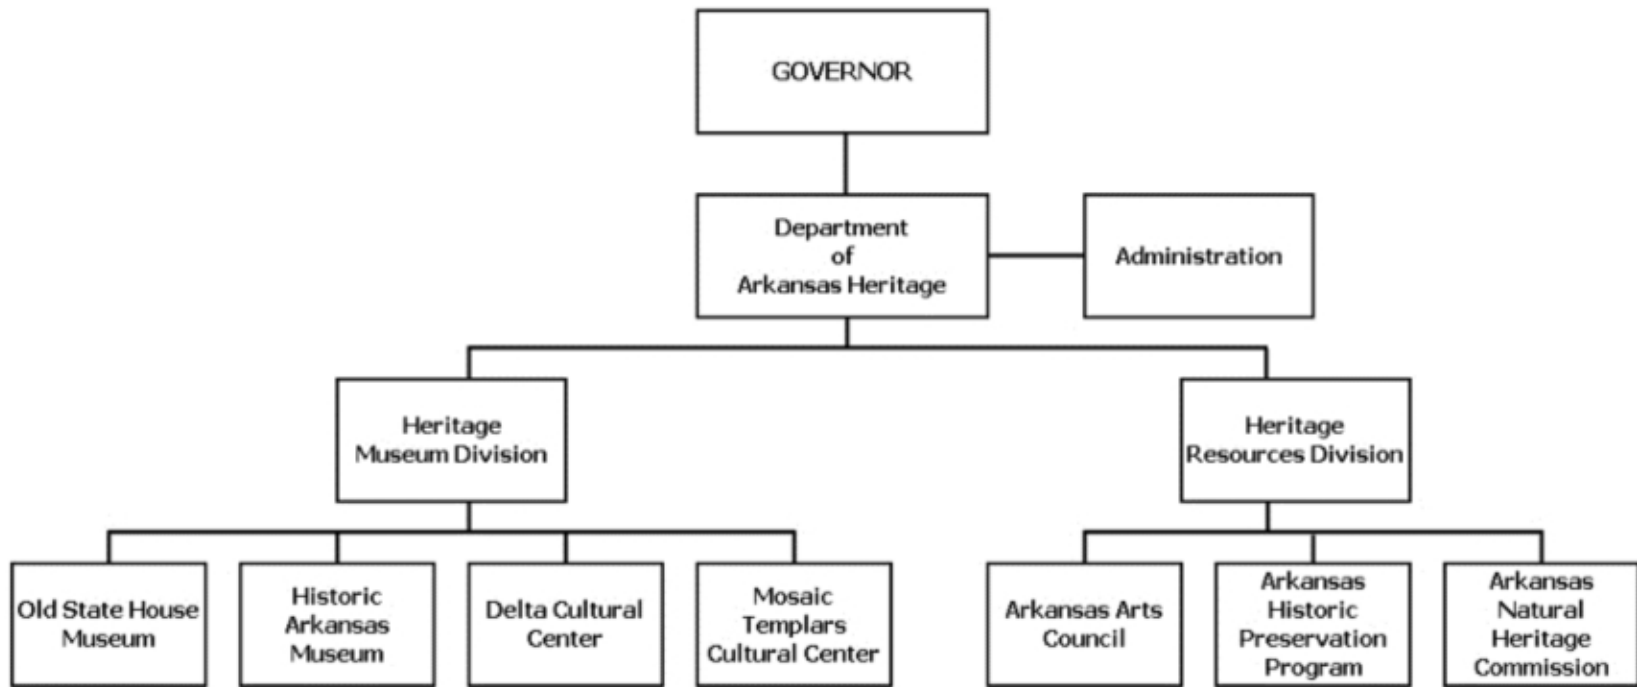 GOVERNOR
Department
of
Arkansas Heritage
Administration
Heritage
Museum Division
Heritage
Resources Division
Old State House
Museum
Historic
Arkansas
Museum
Delta Cultural
Center
Mosaic
Templars
Cultural Center
Arkansas Arts
Council
Arkansas
Historic
Preservation
Program
Arkansas
Natural
Heritage
Commission